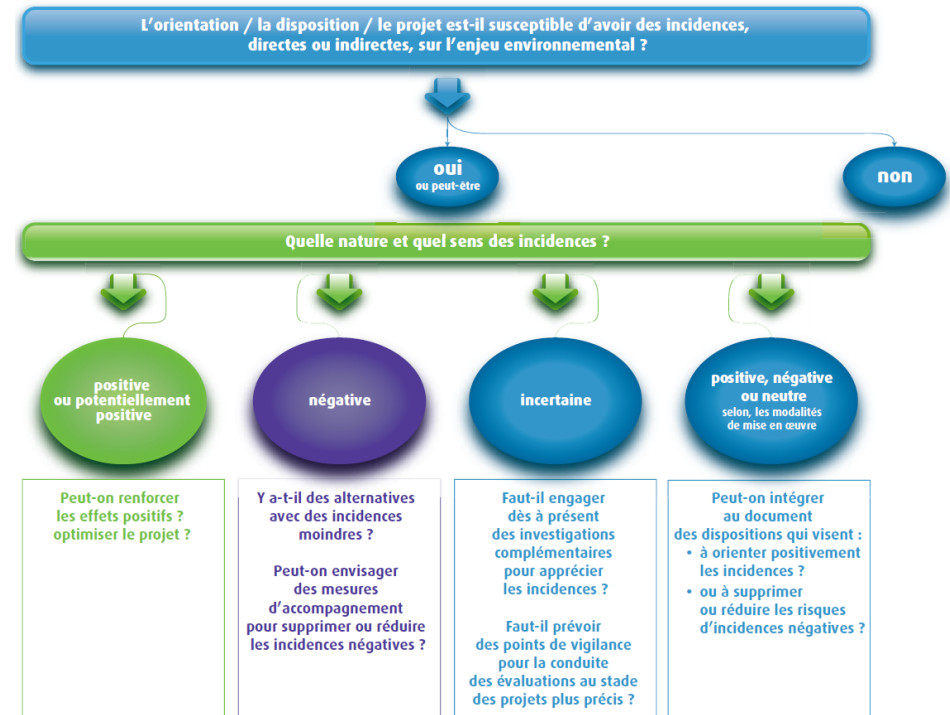 L'orientation / la disposition / le projet est-il susceptible d'avoir des incidences,
directes ou indirectes, sur l'enjeu environnemental ?
oui
ou peut-être
non
Quelle nature et quel sens des incidences ?
positive
ou potentiellement
positive
négative
incertaine
positive, négative
ou neutre
selon, les modalités
de mise en œuvre
Peut-on renforcer
les effets positifs ?
optimiser le projet ?
Y a-t-il des alternatives
avec des incidences
moindres ?
Peut-on envisager
des mesures
d'accompagnement
pour supprimer ou réduire
les incidences négatives ?
Faut-il engager
dès à présent
des investigations
complémentaires
pour apprécier
les incidences ?
Faut-il prévoir
des points de vigilance
pour la conduite
des évaluations au stade
des projets plus précis ?
Peut-on intégrer
au document
des dispositions qui visent :
• à orienter positivement
les incidences ?
• ou à supprimer
ou réduire les risques
d'incidences négatives ?